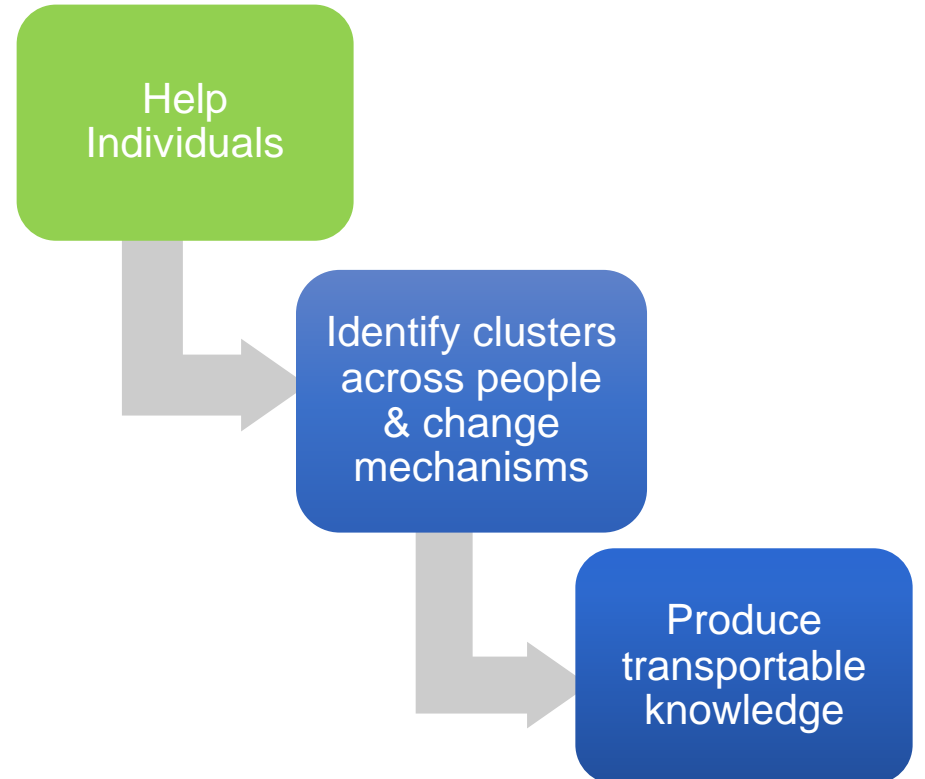 Help
Individuals
Identify clusters
across people
& change
mechanisms
Produce
transportable
knowledge